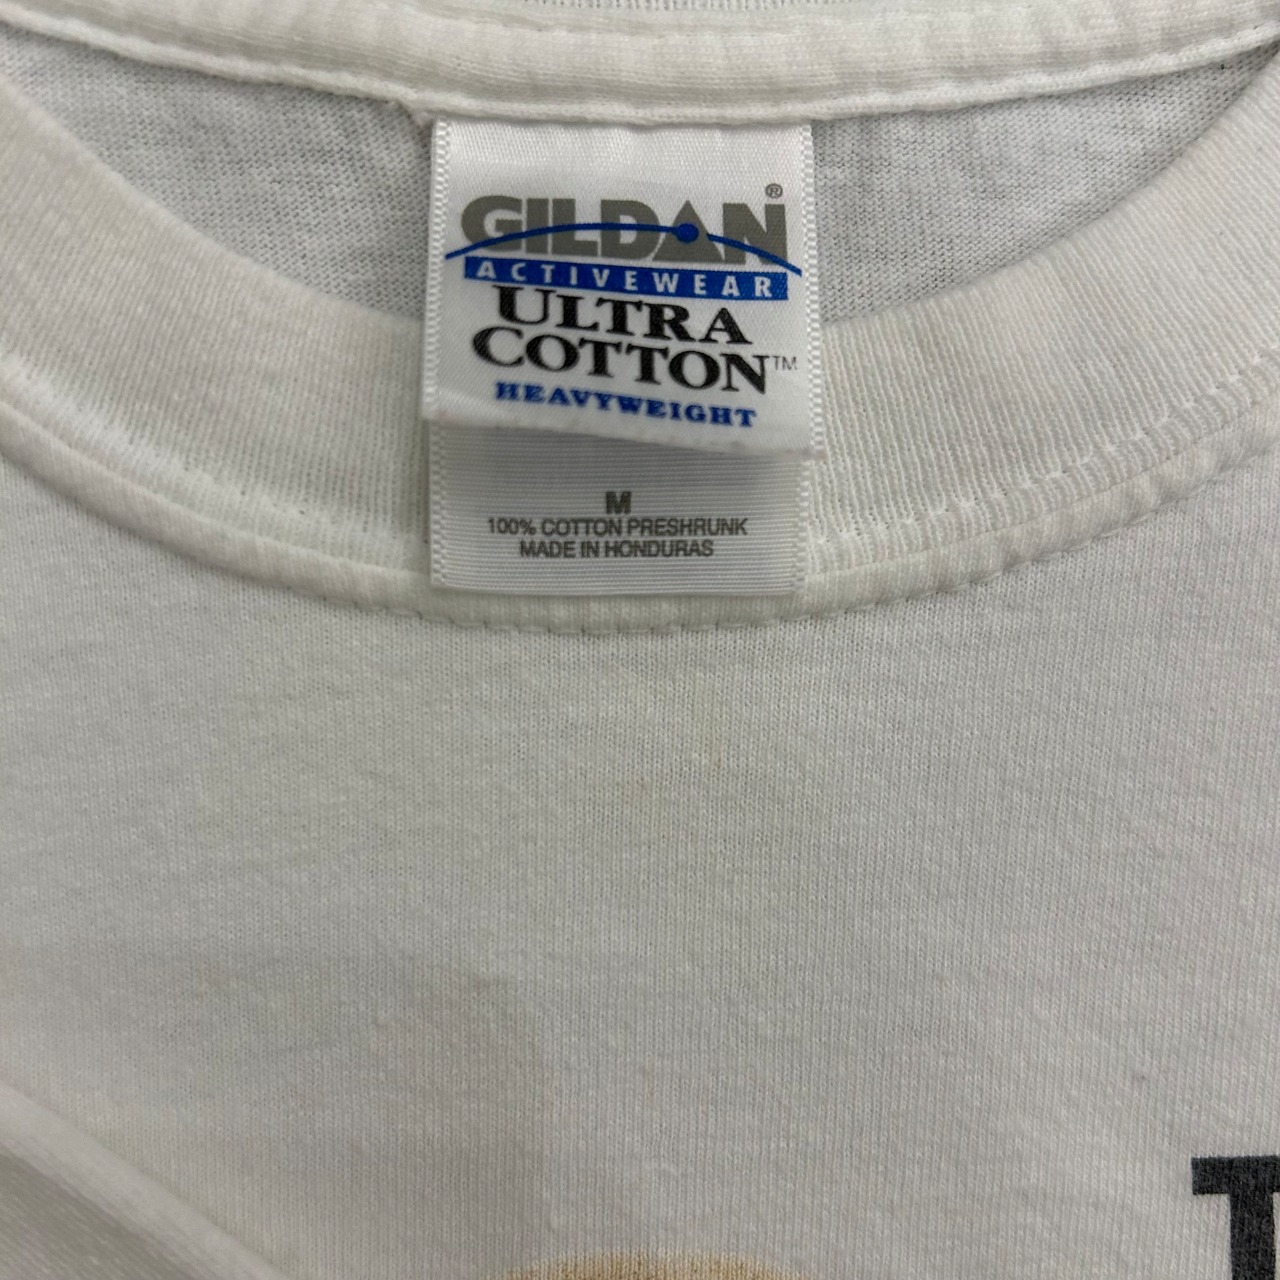 GILDAN®
ACTIVEWEAR
ULTRA
COTTON™
HEAVYWEIGHT
M
100% COTTON PRESHRUNK
MADE IN HONDURAS